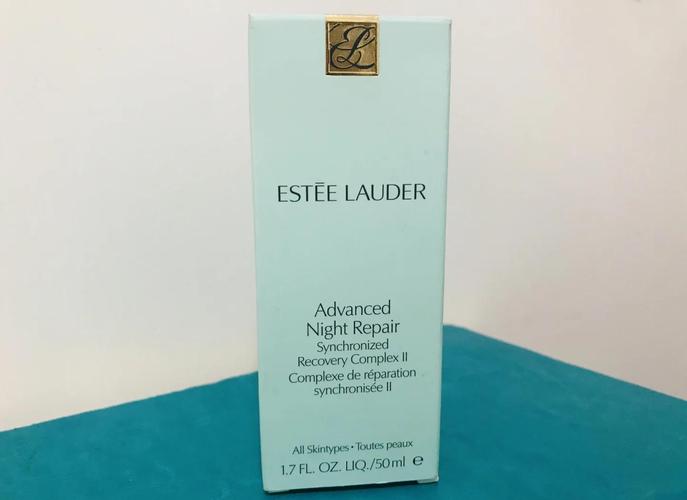 EL
ESTĒE LAUDER
Advanced
Night Repair
Synchronized
Recovery Complex II
Complexe de réparation
synchronisée II
All Skintypes • Toutes peaux
1.7 FL. OZ. LIQ./50ml ℮